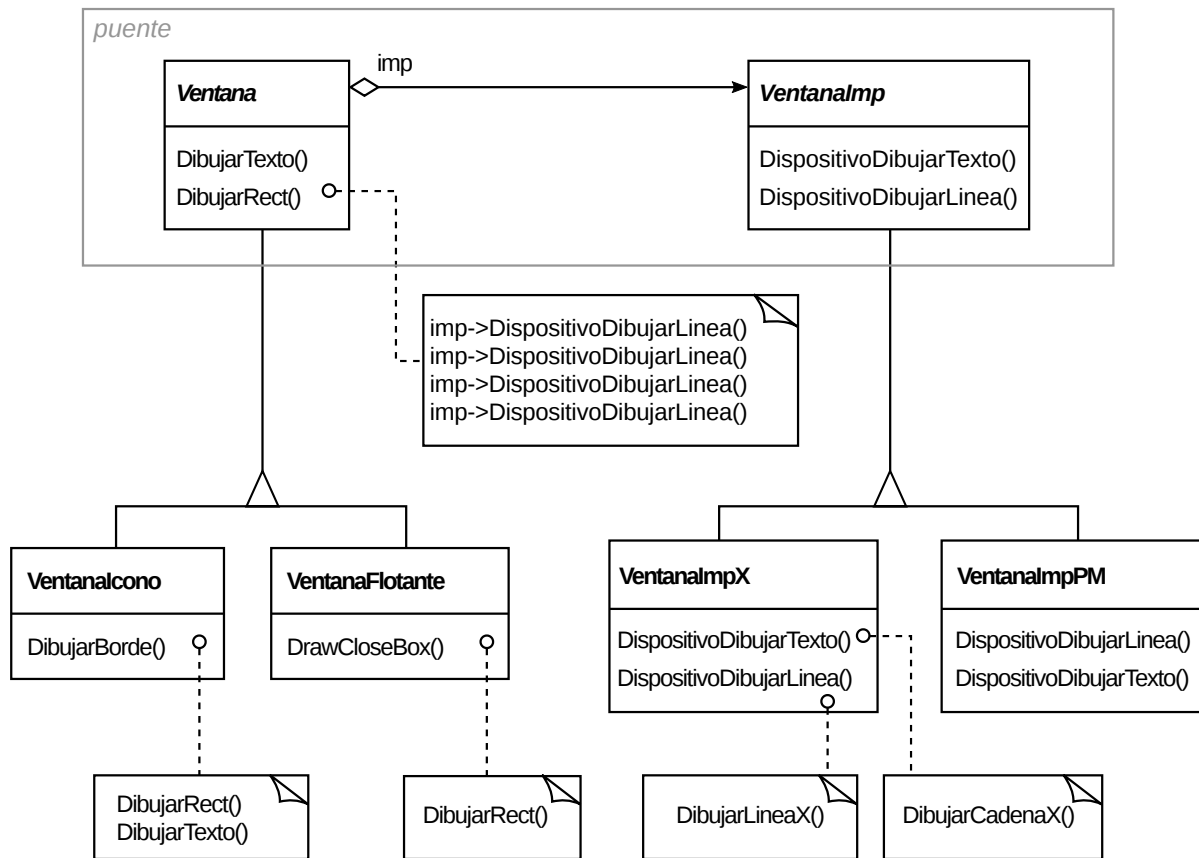 puente
imp
Ventana
DibujarTexto()
DibujarRect()
VentanaImp
DispositivoDibujarTexto()
DispositivoDibujarLinea()
imp->DispositivoDibujarLinea()
imp->DispositivoDibujarLinea()
imp->DispositivoDibujarLinea()
imp->DispositivoDibujarLinea()
VentanaIcono
DibujarBorde()
VentanaFlotante
DrawCloseBox()
VentanaImpX
DispositivoDibujarTexto()
DispositivoDibujarLinea()
VentanaImpPM
DispositivoDibujarLinea()
DispositivoDibujarTexto()
DibujarRect()
DibujarTexto()
DibujarRect()
DibujarLineaX()
DibujarCadenaX()